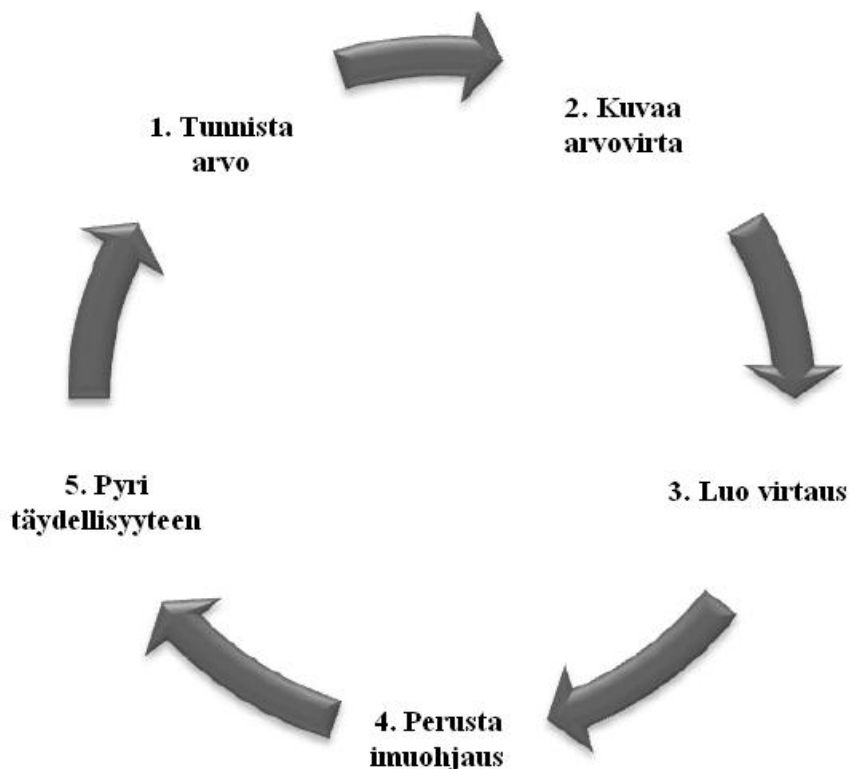 1. Tunnista
arvo
2. Kuvaa
arvovirta
3. Luo virtaus
4. Perusta
imuohjaus
5. Pyri
täydellisyyteen